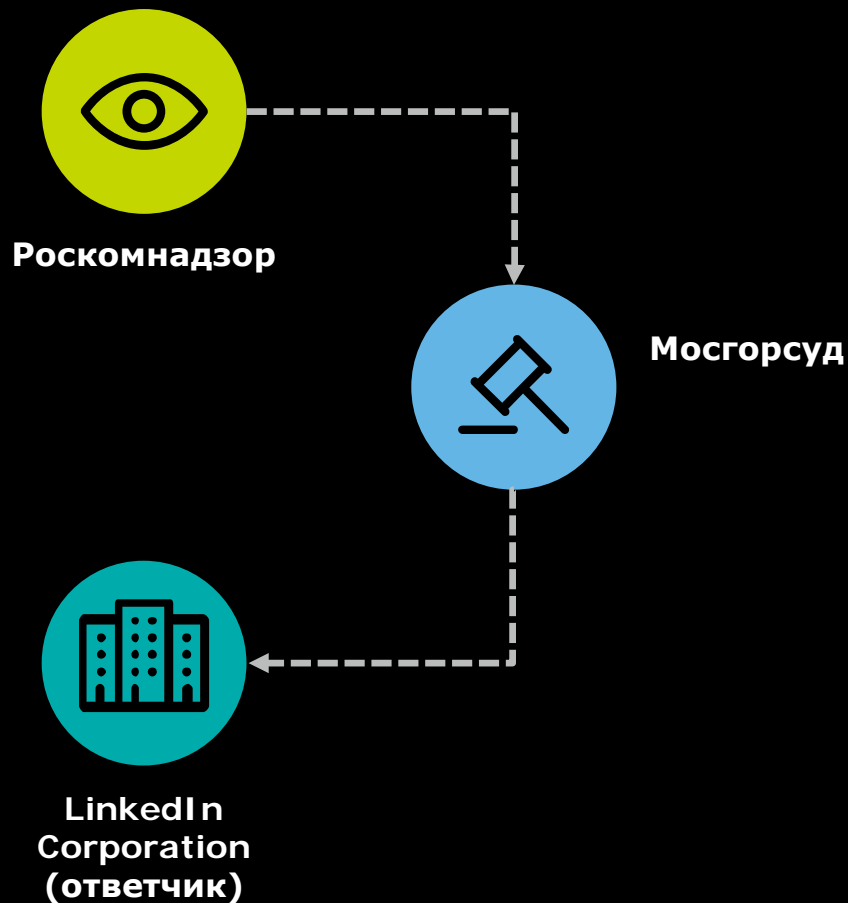 Роскомнадзор
Мосгорсуд
LinkedIn
Corporation
(ответчик)